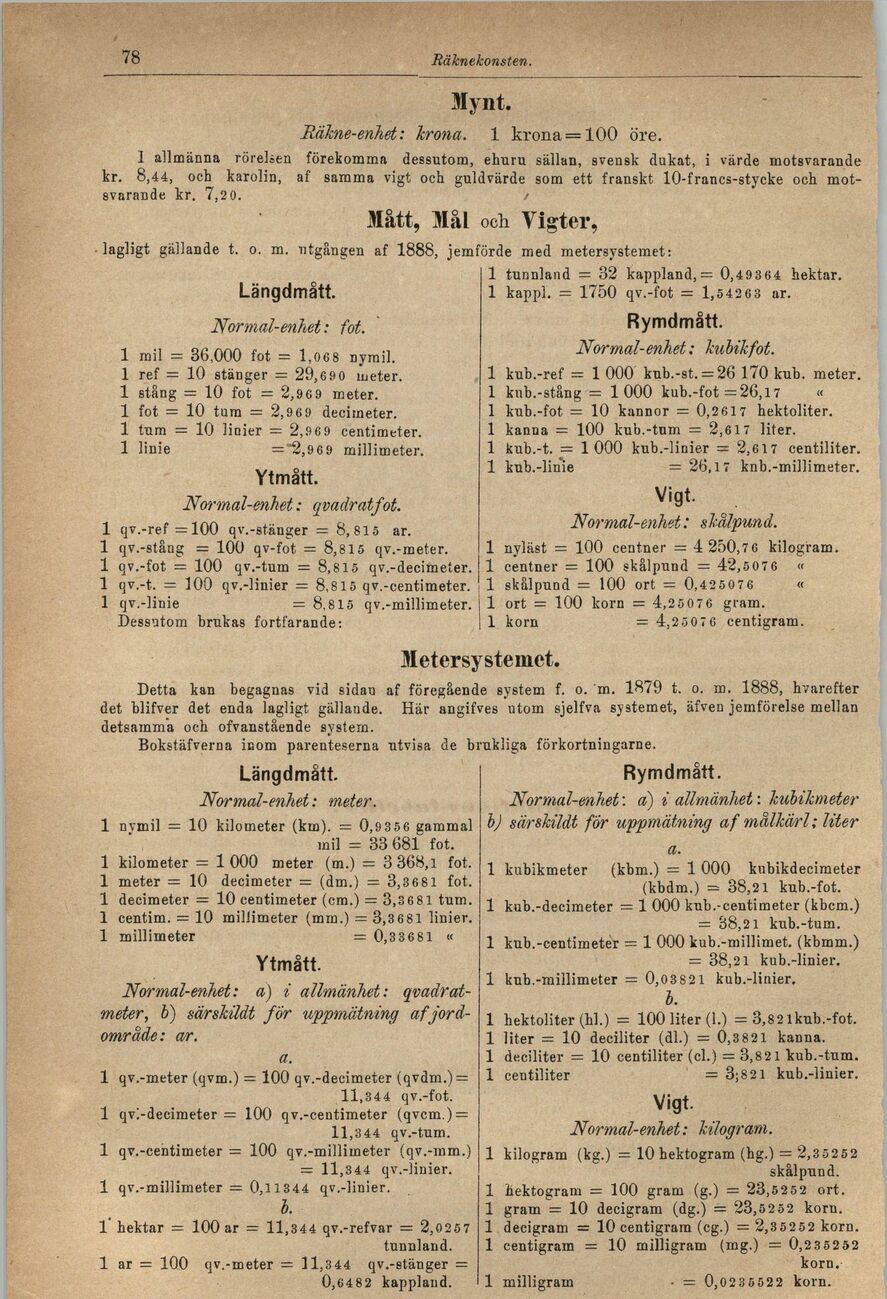 78
Räknekonsten.
Mynt.
Räkne-enhet: krona. 1 krona = 100 öre.
I allmänna rörelsen förekomma dessutom, ehuru sällan, svensk dukat, i värde motsvarande
kr. 8,44, och karolin, af samma vigt och guldvärde som ett franskt 10-francs-stycke och mot-
svarande kr. 7,20.
Mått, Mål och Vigter,
lagligt gällande t. o. m. utgången af 1888, jemförde med metersystemet:
Längdmått.
Normal-enhet: fot.
1 mil = 36,000 fot = 1,068 nymil.
1 ref = 10 stänger = 29,690 meter.
1 stång = 10 fot = 2,969 meter.
1 fot = 10 tum = 2,969 decimeter.
1 tum = 10 linier = 2,969 centimeter.
1 linie = 2,969 millimeter.
Ytmått.
Normal-enhet: qvadratfot.
1 qv.-ref = 100 qv.-stänger = 8,815 ar.
1 qv.-stång = 100 qv-fot = 8,815 qv.-meter.
1 qv.-fot = 100 qv.-tum = 8,815 qv.-decimeter.
1 qv.-t. = 100 qv.-linier = 8,815 qv.-centimeter.
1 qv.-linie = 8,815 qv.-millimeter.
Dessutom brukas fortfarande:
1 tunnland = 32 kappland, = 0,49364 hektar.
1 kappl. = 1750 qv.-fot = 1,54263 ar.
Rymdmått.
Normal-enhet: kubikfot.
1 kub.-ref = 1 000 kub.-st. = 26 170 kub. meter.
1 kub.-stång = 1 000 kub.-fot = 26,17 «
1 kub.-fot = 10 kannor = 0,2617 hektoliter.
1 kanna = 100 kub.-tum = 2,617 liter.
1 kub.-t. = 1 000 kub.-linier = 2,617 centiliter.
1 kub.-linie = 26,17 kub.-millimeter.
Vigt.
Normal-enhet: skålpund.
1 nyläst = 100 centner = 4 250,76 kilogram.
1 centner = 100 skålpund = 42,5076 «
1 skålpund = 100 ort = 0,425076 «
1 ort = 100 korn = 4,25076 gram.
1 korn = 4,25076 centigram.
Metersystemet.
Detta kan begagnas vid sidan af föregående system f. o. m. 1879 t. o. m. 1888, hvarefter
det blifver det enda lagligt gällande. Här angifves utom sjelfva systemet, äfven jemförelse mellan
detsamma och ofvanstående system.
Bokstäfverna inom parenteserna utvisa de brukliga förkortningarne.
Längdmått.
Normal-enhet: meter.
1 nymil = 10 kilometer (km). = 0,9356 gammal
mil = 33 681 fot.
1 kilometer = 1 000 meter (m.) = 3 368,1 fot.
1 meter = 10 decimeter = (dm.) = 3,3681 fot.
1 decimeter = 10 centimeter (cm.) = 3,3681 tum.
1 centim. = 10 millimeter (mm.) = 3,3681 linier.
1 millimeter = 0,33681 «
Ytmått.
Normal-enhet: a) i allmänhet: qvadrat-
meter, b) särskildt för uppmätning af jord-
område: ar.
a.
1 qv.-meter (qvm.) = 100 qv.-decimeter (qvdm.) =
11,344 qv.-fot.
1 qv.-decimeter = 100 qv.-centimeter (qvcm.) =
11,344 qv.-tum.
1 qv.-centimeter = 100 qv.-millimeter (qv.-mm.)
= 11,344 qv.-linier.
1 qv.-millimeter = 0,11344 qv.-linier.
b.
1 hektar = 100 ar = 11,344 qv.-refvar = 2,0257
tunnland.
1 ar = 100 qv.-meter = 11,344 qv.-stänger =
0,6482 kappland.
Rymdmått.
Normal-enhet: a) i allmänhet: kubikmeter
b) särskildt för uppmätning af målkärl; liter
a.
1 kubikmeter (kbm.) = 1 000 kubikdecimeter
(kbdm.) = 38,21 kub.-fot.
1 kub.-decimeter = 1 000 kub.-centimeter (kbcm.)
= 38,21 kub.-tum.
1 kub.-centimeter = 1 000 kub.-millimet. (kbmm.)
= 38,21 kub.-linier.
1 kub.-millimeter = 0,03821 kub.-linier.
b.
1 hektoliter (hl.) = 100 liter (l.) = 3,821kub.-fot.
1 liter = 10 deciliter (dl.) = 0,3821 kanna.
1 deciliter = 10 centiliter (cl.) = 3,821 kub.-tum.
1 centiliter = 3;821 kub.-linier.
Vigt.
Normal-enhet: kilogram.
1 kilogram (kg.) = 10 hektogram (hg.) = 2,35252
skålpund.
1 hektogram = 100 gram (g.) = 23,5252 ort.
1 gram = 10 decigram (dg.) = 23,5252 korn.
1 decigram = 10 centigram (cg.) = 2,35252 korn.
1 centigram = 10 milligram (mg.) = 0,235252
korn.
1 milligram = 0,0235522 korn.